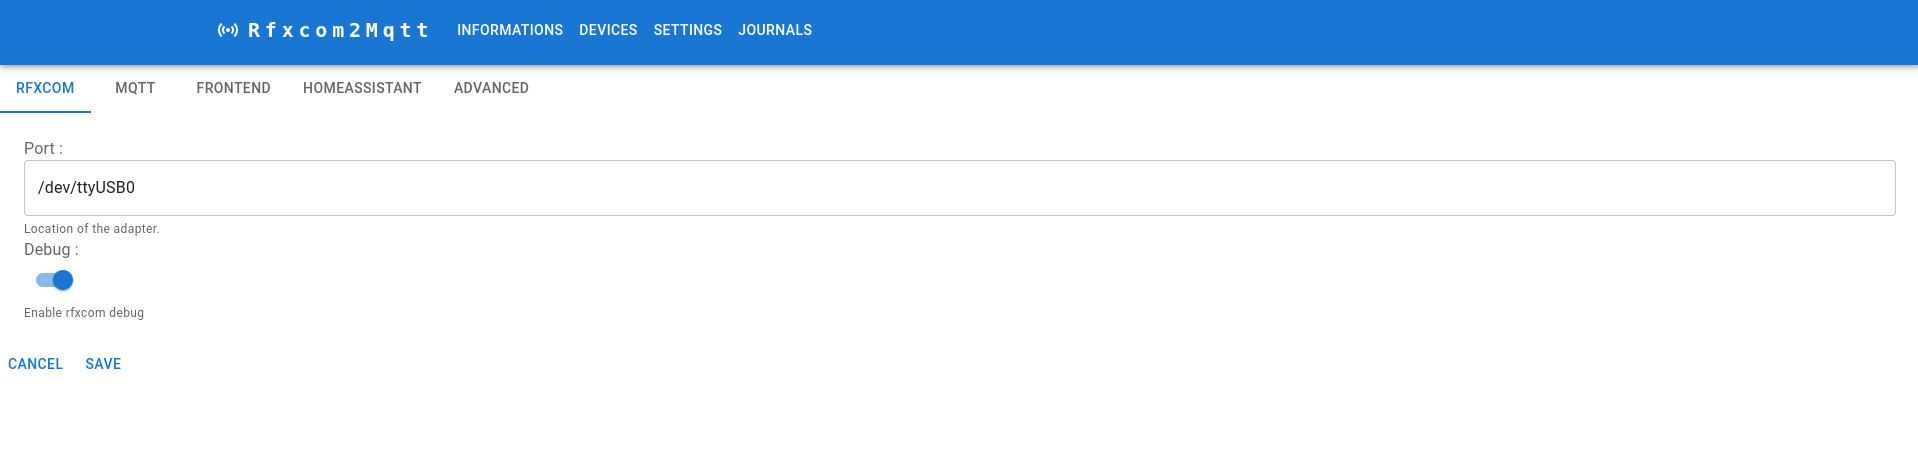 Rfxcom2Mqtt INFORMATIONS DEVICES SETTINGS JOURNALS
RFXCOM MQTT FRONTEND HOMEASSISTANT ADVANCED
Port :
/dev/ttyUSB0
Location of the adapter.
Debug :
Enable rfxcom debug
CANCEL SAVE